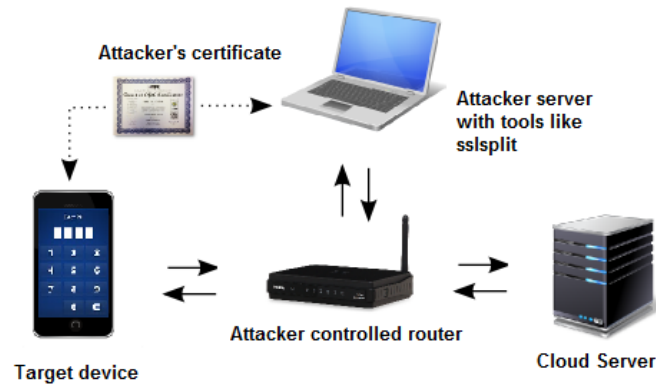 Attacker's certificate
Attacker server
with tools like
sslsplit
Attacker controlled router
Target device
Cloud Server